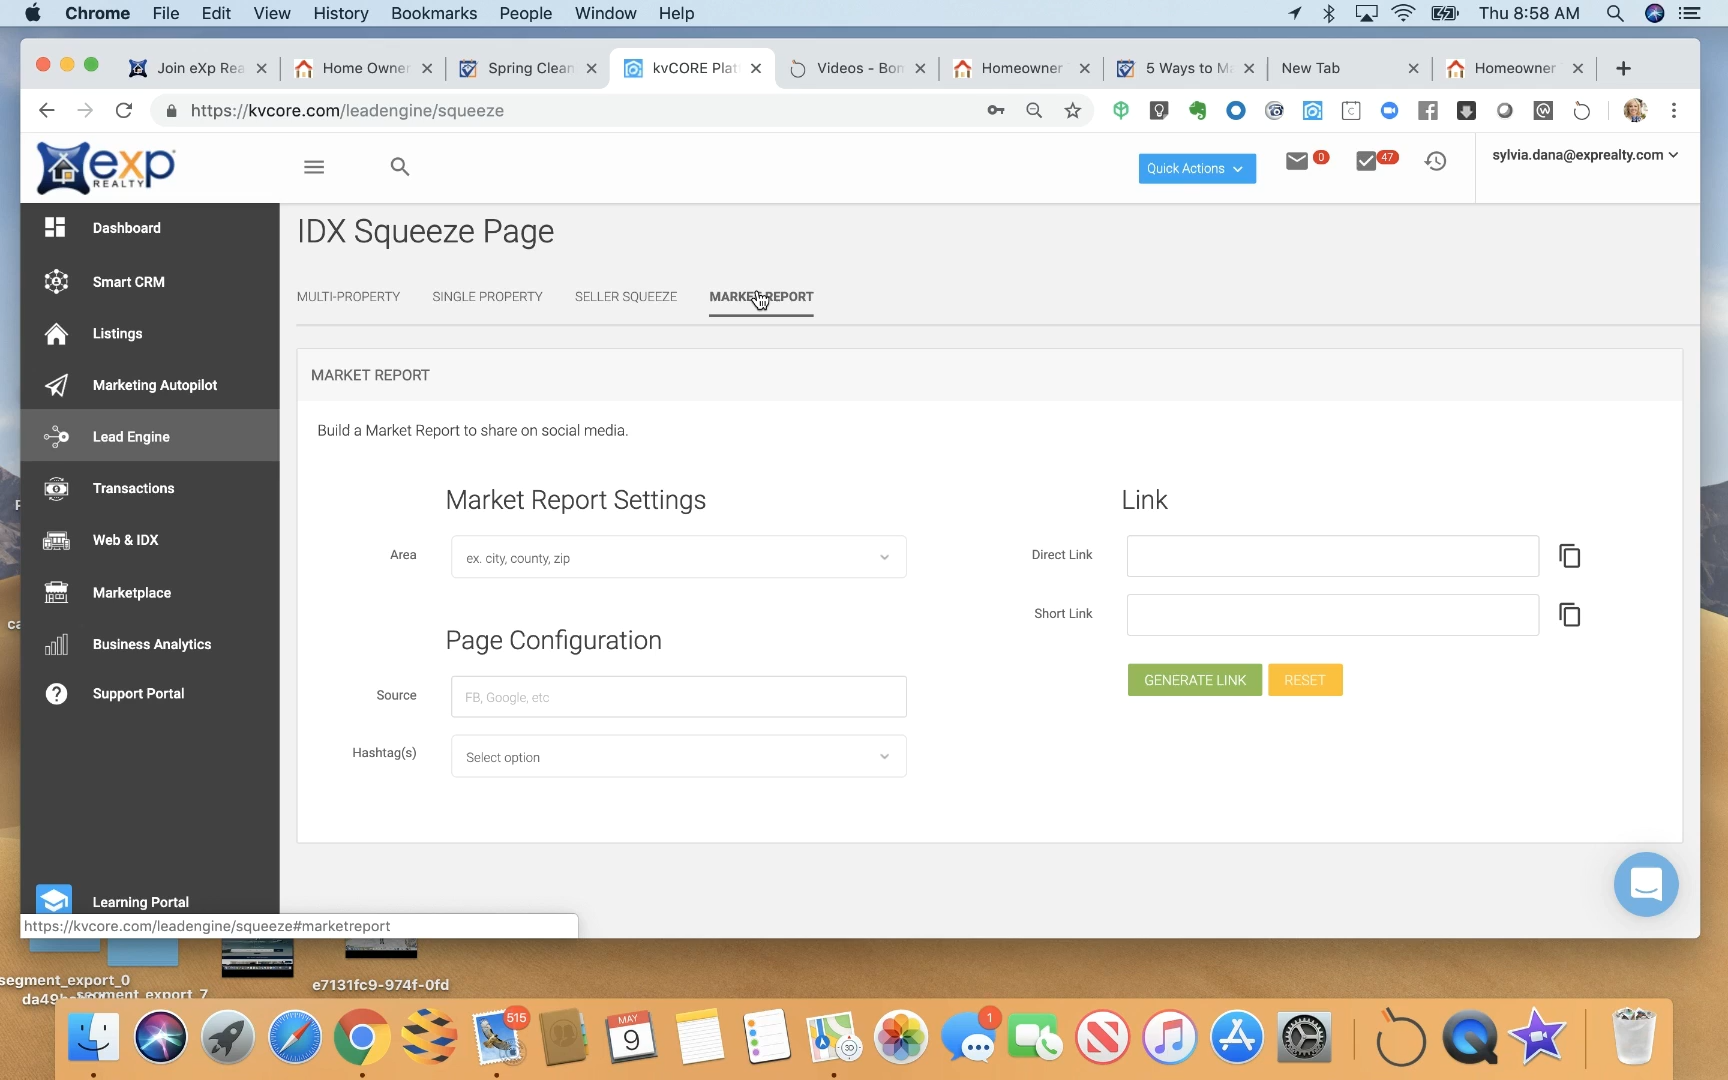 Chrome File Edit View History Bookmarks People Window Help Thu 8:58 AM
Join eXp Rea Home Owner Spring Clean kvCORE Plat Videos - Bon Homeowner 5 Ways to M New Tab Homeowner
https://kvcore.com/leadengine/squeeze
exp
REALTY
Quick Actions 0 47 sylvia.dana@exprealty.com
Dashboard
Smart CRM
Listings
Marketing Autopilot
Lead Engine
Transactions
Web & IDX
Marketplace
Business Analytics
Support Portal
Learning Portal
IDX Squeeze Page
MULTI-PROPERTY SINGLE PROPERTY SELLER SQUEEZE MARKET REPORT
MARKET REPORT
Build a Market Report to share on social media.
Market Report Settings
Area ex. city, county, zip
Page Configuration
Source FB, Google, etc
Hashtag(s) Select option
Link
Direct Link
Short Link
GENERATE LINK RESET
https://kvcore.com/leadengine/squeeze#marketreport
segment_export_0
segment_export_7
e7131fc9-974f-0fd
515
MAY
9
3D
1